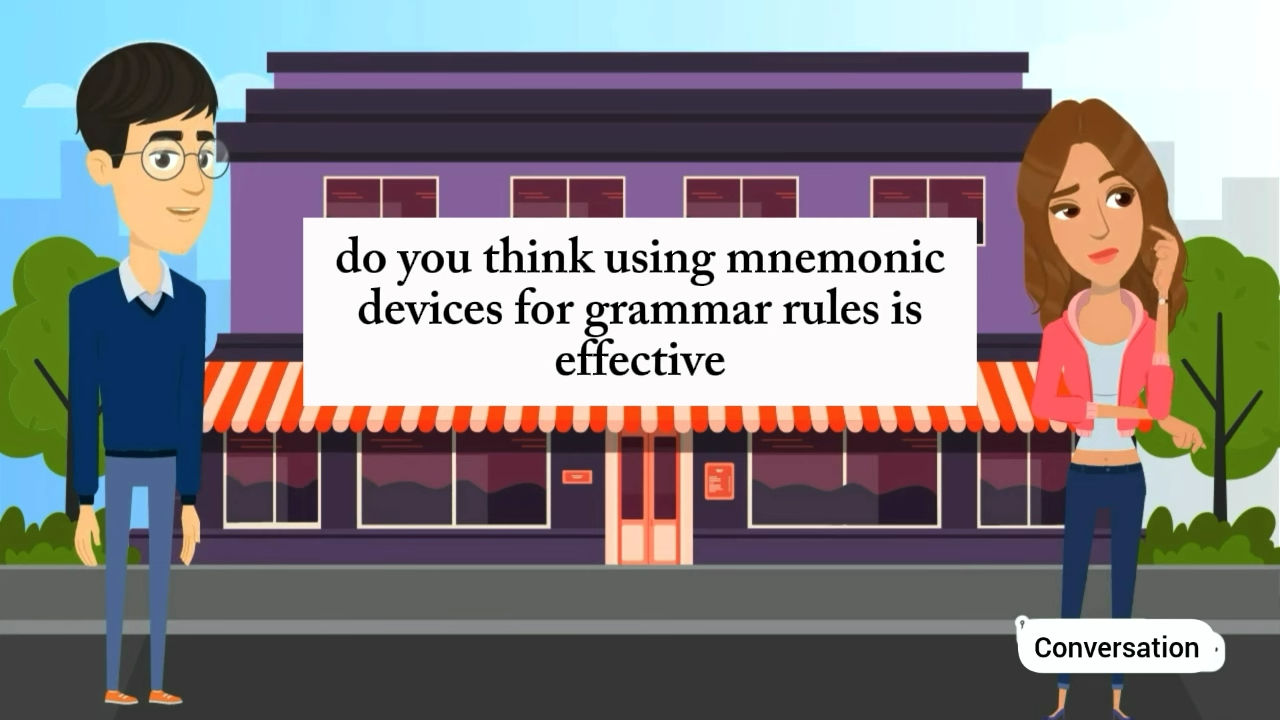 do you think using mnemonic
devices for grammar rules is
effective
Conversation